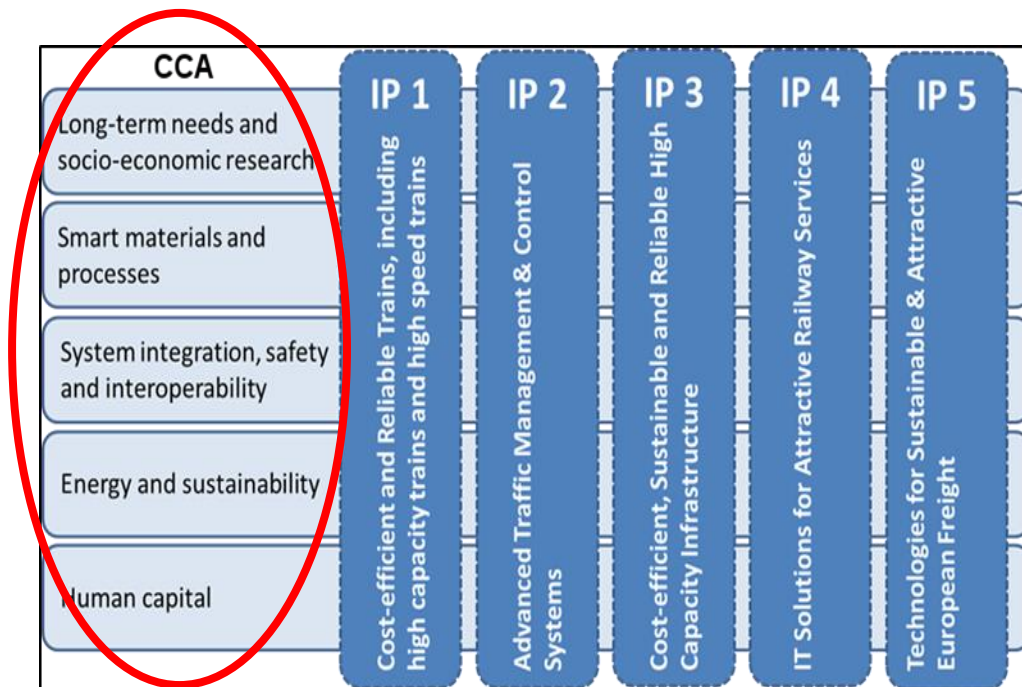 CCA
Long-term needs and
socio-economic research
Smart materials and
processes
System integration, safety
and interoperability
Energy and sustainability
Human capital
IP 1
Cost-efficient and Reliable Trains, including
high capacity trains and high speed trains
IP 2
Advanced Traffic Management & Control
Systems
IP 3
Cost-efficient, Sustainable and Reliable High
Capacity Infrastructure
IP 4
IT Solutions for Attractive Railway Services
IP 5
Technologies for Sustainable & Attractive
European Freight